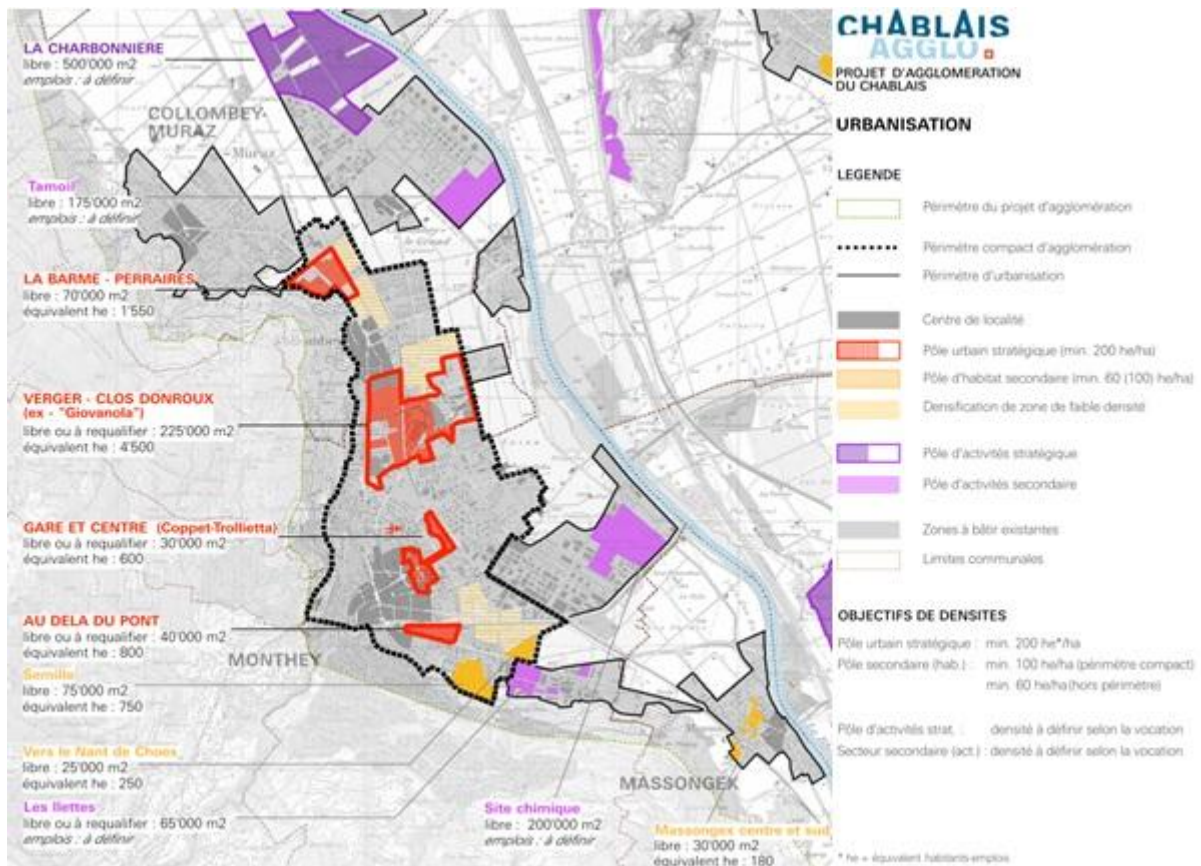 LA CHARBONNIERE
libre : 500'000 m2
emplois : à définir
COLLOMBEY-
MURAZ
Muraz
Tamoil
libre : 175'000 m2
emplois : à définir
LA BARME - PERRAIRES
libre : 70'000 m2
équivalent he : 1'550
VERGER - CLOS DONROUX
(ex - "Giovanola")
libre ou à requalifier : 225'000 m2
équivalent he : 4'500
GARE ET CENTRE (Coppet-Trollietta)
libre ou à requalifier : 30'000 m2
équivalent he : 600
AU DELA DU PONT
libre ou à requalifier : 40'000 m2
équivalent he : 800
MONTHEY
Semilly
libre : 75'000 m2
équivalent he : 750
Vers le Nant de Choex
libre : 25'000 m2
équivalent he : 250
Les Ilettes
libre ou à requalifier : 65'000 m2
emplois : à définir
Site chimique
libre : 200'000 m2
emplois : à définir
MASSONGEX
Massongex centre et sud
libre : 30'000 m2
équivalent he : 180
CHABLAIS
AGGLO
PROJET D'AGGLOMERATION
DU CHABLAIS
URBANISATION
LEGENDE
Périmètre du projet d'agglomération
Périmètre compact d'agglomération
Périmètre d'urbanisation
Centre de localité
Pôle urbain stratégique (min. 200 he/ha)
Pôle d'habitat secondaire (min. 60 (100) he/ha)
Densification de zone de faible densité
Pôle d'activités stratégique
Pôle d'activités secondaire
Zones à bâtir existantes
Limites communales
OBJECTIFS DE DENSITES
Pôle urbain stratégique : min. 200 he*/ha
Pôle secondaire (hab.) : min. 100 he/ha (périmètre compact)
min. 60 he/ha (hors périmètre)
Pôle d'activités strat. : densité à définir selon la vocation
Secteur secondaire (act.) : densité à définir selon la vocation
* he = équivalent habitants-emplois